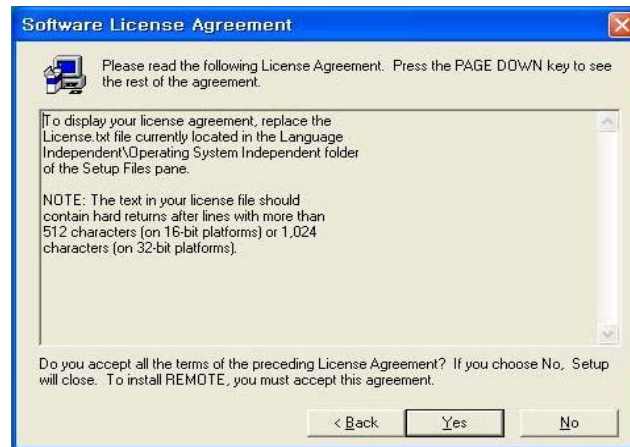 Software License Agreement
Please read the following License Agreement. Press the PAGE DOWN key to see
the rest of the agreement.
To display your license agreement, replace the
License.txt file currently located in the Language
Independent\Operating System Independent folder
of the Setup Files pane.
NOTE: The text in your license file should
contain hard returns after lines with more than
512 characters (on 16-bit platforms) or 1,024
characters (on 32-bit platforms).
Do you accept all the terms of the preceding License Agreement? If you choose No, Setup
will close. To install REMOTE, you must accept this agreement.
< Back Yes No